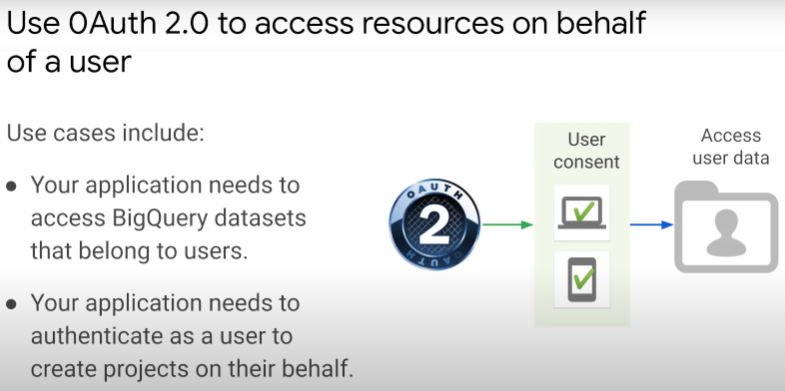 Use OAuth 2.0 to access resources on behalf
of a user
Use cases include:
• Your application needs to
access BigQuery datasets
that belong to users.
• Your application needs to
authenticate as a user to
create projects on their behalf.
OAUTH
2
OAUTH
User
consent
Access
user data